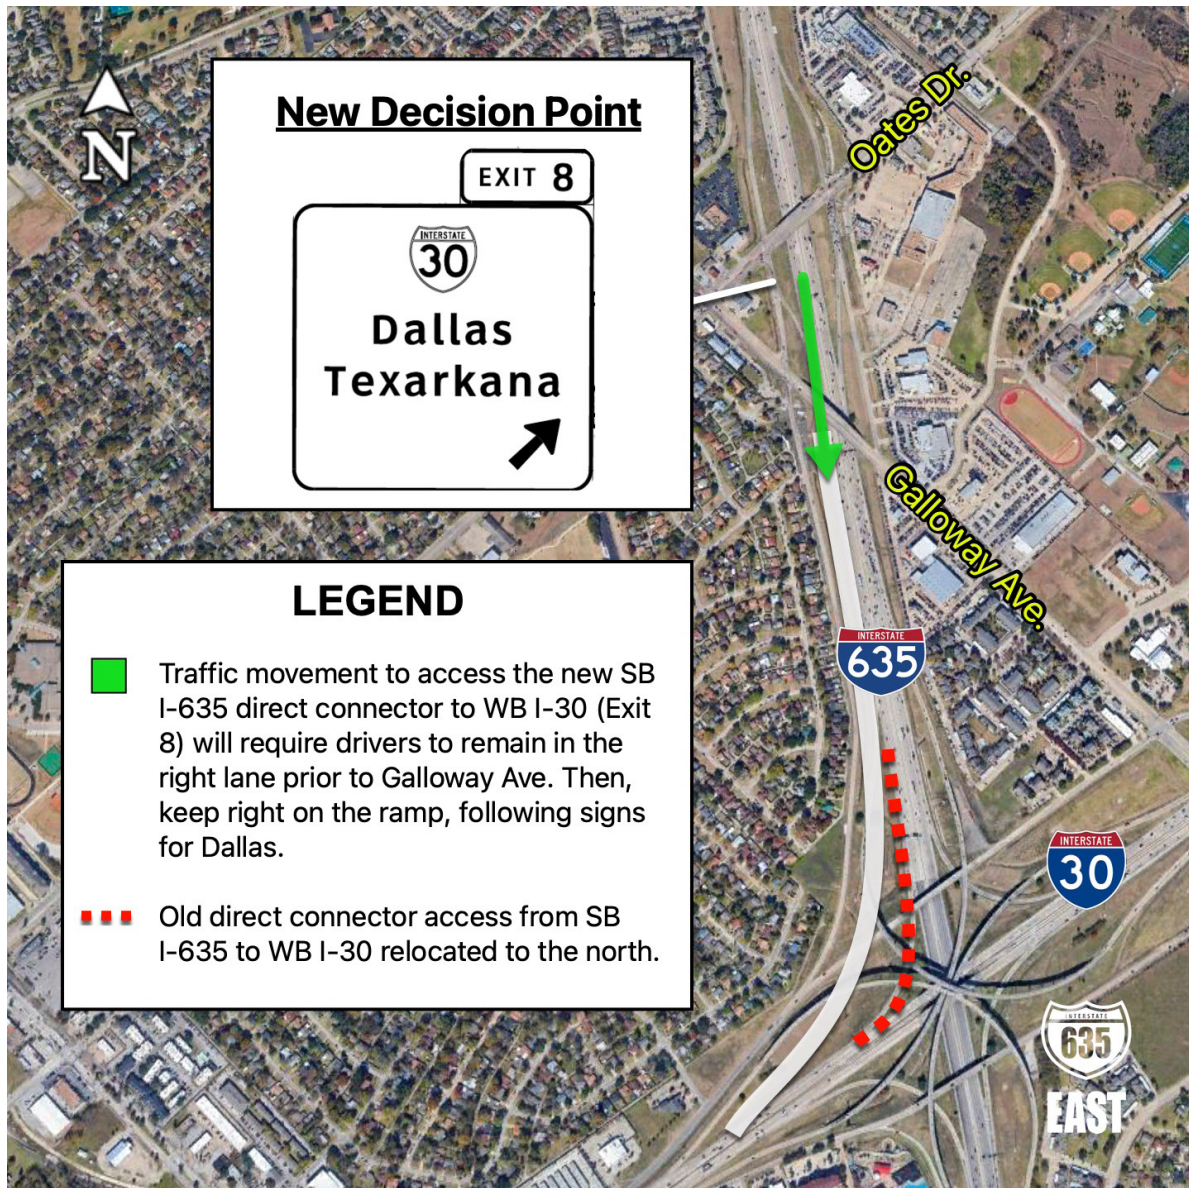 N
New Decision Point
EXIT 8
INTERSTATE
30
Dallas
Texarkana
Oates Dr.
Galloway Ave.
INTERSTATE
635
LEGEND
Traffic movement to access the new SB
I-635 direct connector to WB I-30 (Exit
8) will require drivers to remain in the
right lane prior to Galloway Ave. Then,
keep right on the ramp, following signs
for Dallas.
Old direct connector access from SB
I-635 to WB I-30 relocated to the north.
INTERSTATE
30
INTERSTATE
635
EAST